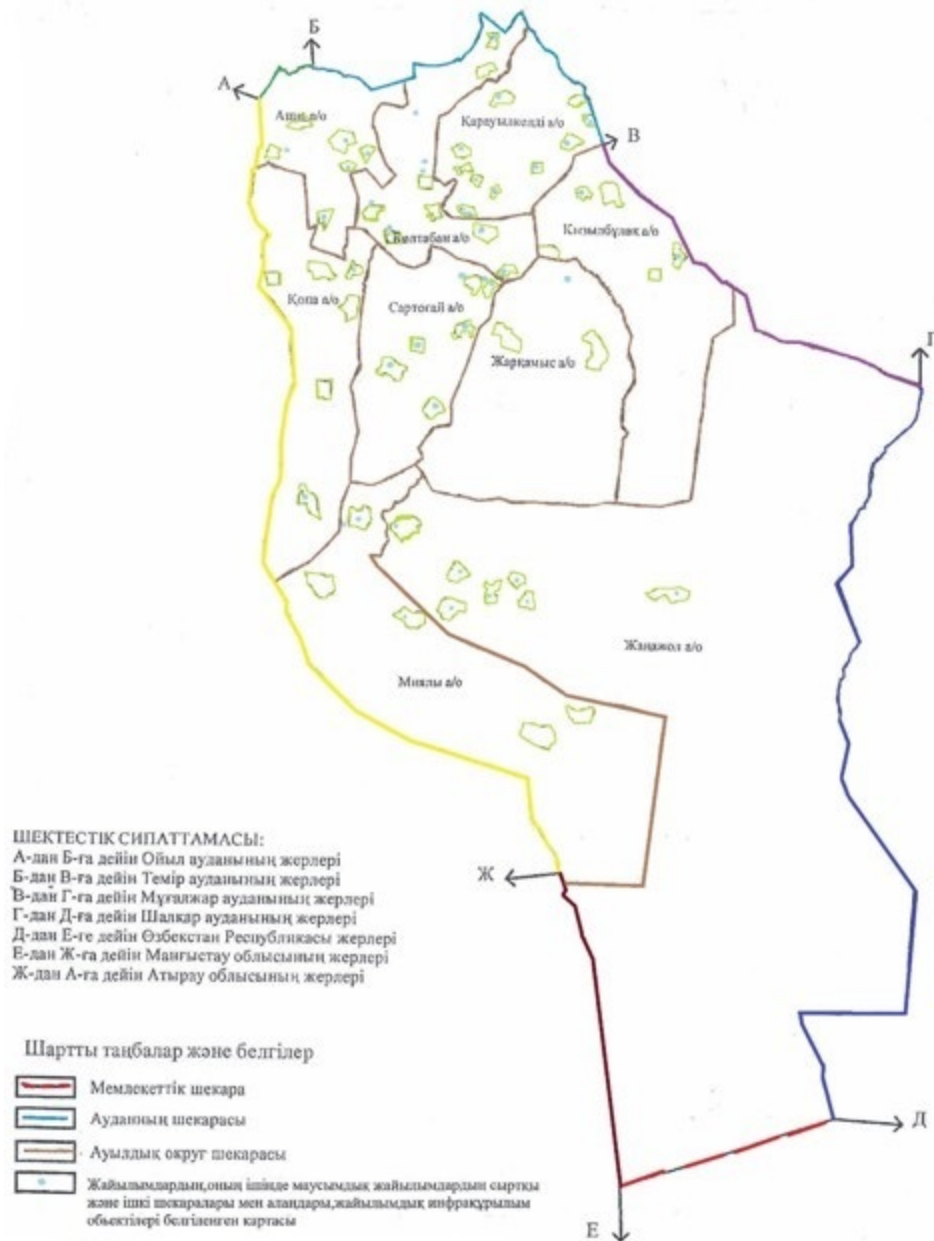 Б
А
Ащы а/о
Қарауылкелді а/о
В
Қызылбұлақ а/о
Көлтабан а/о
Қопа а/о
Сартоғай а/о
Г
Жарқамыс а/о
Жаңажол а/о
Миялы а/о
ШЕКТЕСТІК СИПАТТАМАСЫ:
А-дан Б-ға дейін Ойыл ауданының жерлері
Б-дан В-ға дейін Темір ауданының жерлері
В-дан Г-ға дейін Мұғалжар ауданының жерлері
Г-дан Д-ға дейін Шалқар ауданының жерлері
Д-дан Е-ге дейін Өзбекстан Республикасы жерлері
Е-дан Ж-ға дейін Маңғыстау облысының жерлері
Ж-дан А-ға дейін Атырау облысының жерлері
Ж
Шартты таңбалар және белгілер
Мемлекеттік шекара
Ауданның шекарасы
Ауылдық округ шекарасы
Жайылымдардың,оның ішінде маусымдық жайылымдардың сыртқы
және ішкі шекаралары мен алаңдары,жайылымдық инфрақұрылым
обьектілері белгіленген картасы
Д
Е